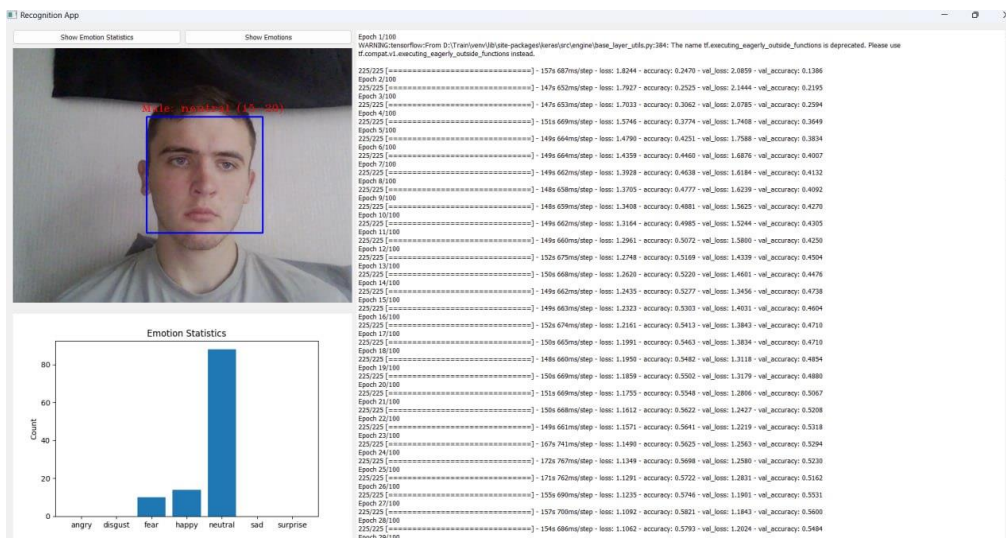 Recognition App
Show Emotion Statistics
Show Emotions
Male: neutral (15-20)
Emotion Statistics
Count
80
60
40
20
0
angry disgust fear happy neutral sad surprise
Epoch 1/100
WARNING:tensorflow:From D:\Train\venv\lib\site-packages\keras\src\engine\base_layer_utils.py:384: The name tf.executing_eagerly_outside_functions is deprecated. Please use
tf.compat.v1.executing_eagerly_outside_functions instead.
225/225 [==============================] - 157s 687ms/step - loss: 1.8244 - accuracy: 0.2470 - val_loss: 2.0859 - val_accuracy: 0.1386
Epoch 2/100
225/225 [==============================] - 147s 652ms/step - loss: 1.7927 - accuracy: 0.2525 - val_loss: 2.1444 - val_accuracy: 0.2195
Epoch 3/100
225/225 [==============================] - 147s 653ms/step - loss: 1.7033 - accuracy: 0.3062 - val_loss: 2.0785 - val_accuracy: 0.2594
Epoch 4/100
225/225 [==============================] - 151s 669ms/step - loss: 1.5746 - accuracy: 0.3774 - val_loss: 1.7408 - val_accuracy: 0.3649
Epoch 5/100
225/225 [==============================] - 149s 664ms/step - loss: 1.4790 - accuracy: 0.4251 - val_loss: 1.7588 - val_accuracy: 0.3834
Epoch 6/100
225/225 [==============================] - 149s 664ms/step - loss: 1.4359 - accuracy: 0.4460 - val_loss: 1.6876 - val_accuracy: 0.4007
Epoch 7/100
225/225 [==============================] - 149s 662ms/step - loss: 1.3928 - accuracy: 0.4638 - val_loss: 1.6184 - val_accuracy: 0.4132
Epoch 8/100
225/225 [==============================] - 148s 658ms/step - loss: 1.3705 - accuracy: 0.4777 - val_loss: 1.6239 - val_accuracy: 0.4092
Epoch 9/100
225/225 [==============================] - 148s 659ms/step - loss: 1.3408 - accuracy: 0.4881 - val_loss: 1.5625 - val_accuracy: 0.4270
Epoch 10/100
225/225 [==============================] - 149s 662ms/step - loss: 1.3164 - accuracy: 0.4985 - val_loss: 1.5244 - val_accuracy: 0.4305
Epoch 11/100
225/225 [==============================] - 149s 660ms/step - loss: 1.2961 - accuracy: 0.5072 - val_loss: 1.5800 - val_accuracy: 0.4250
Epoch 12/100
225/225 [==============================] - 152s 675ms/step - loss: 1.2748 - accuracy: 0.5169 - val_loss: 1.4339 - val_accuracy: 0.4504
Epoch 13/100
225/225 [==============================] - 150s 668ms/step - loss: 1.2620 - accuracy: 0.5220 - val_loss: 1.4601 - val_accuracy: 0.4476
Epoch 14/100
225/225 [==============================] - 149s 662ms/step - loss: 1.2435 - accuracy: 0.5277 - val_loss: 1.3456 - val_accuracy: 0.4738
Epoch 15/100
225/225 [==============================] - 149s 663ms/step - loss: 1.2323 - accuracy: 0.5303 - val_loss: 1.4031 - val_accuracy: 0.4604
Epoch 16/100
225/225 [==============================] - 152s 674ms/step - loss: 1.2161 - accuracy: 0.5413 - val_loss: 1.3843 - val_accuracy: 0.4710
Epoch 17/100
225/225 [==============================] - 150s 665ms/step - loss: 1.1991 - accuracy: 0.5463 - val_loss: 1.3834 - val_accuracy: 0.4710
Epoch 18/100
225/225 [==============================] - 148s 660ms/step - loss: 1.1950 - accuracy: 0.5482 - val_loss: 1.3118 - val_accuracy: 0.4854
Epoch 19/100
225/225 [==============================] - 150s 669ms/step - loss: 1.1859 - accuracy: 0.5502 - val_loss: 1.3179 - val_accuracy: 0.4880
Epoch 20/100
225/225 [==============================] - 151s 669ms/step - loss: 1.1755 - accuracy: 0.5548 - val_loss: 1.2806 - val_accuracy: 0.5067
Epoch 21/100
225/225 [==============================] - 150s 668ms/step - loss: 1.1612 - accuracy: 0.5622 - val_loss: 1.2427 - val_accuracy: 0.5208
Epoch 22/100
225/225 [==============================] - 149s 661ms/step - loss: 1.1571 - accuracy: 0.5641 - val_loss: 1.2219 - val_accuracy: 0.5318
Epoch 23/100
225/225 [==============================] - 167s 741ms/step - loss: 1.1490 - accuracy: 0.5625 - val_loss: 1.2563 - val_accuracy: 0.5294
Epoch 24/100
225/225 [==============================] - 172s 767ms/step - loss: 1.1349 - accuracy: 0.5698 - val_loss: 1.2580 - val_accuracy: 0.5230
Epoch 25/100
225/225 [==============================] - 171s 762ms/step - loss: 1.1291 - accuracy: 0.5722 - val_loss: 1.2831 - val_accuracy: 0.5162
Epoch 26/100
225/225 [==============================] - 155s 690ms/step - loss: 1.1235 - accuracy: 0.5746 - val_loss: 1.1901 - val_accuracy: 0.5531
Epoch 27/100
225/225 [==============================] - 157s 700ms/step - loss: 1.1092 - accuracy: 0.5821 - val_loss: 1.1843 - val_accuracy: 0.5600
Epoch 28/100
225/225 [==============================] - 154s 686ms/step - loss: 1.1062 - accuracy: 0.5793 - val_loss: 1.2024 - val_accuracy: 0.5484
Epoch 29/100